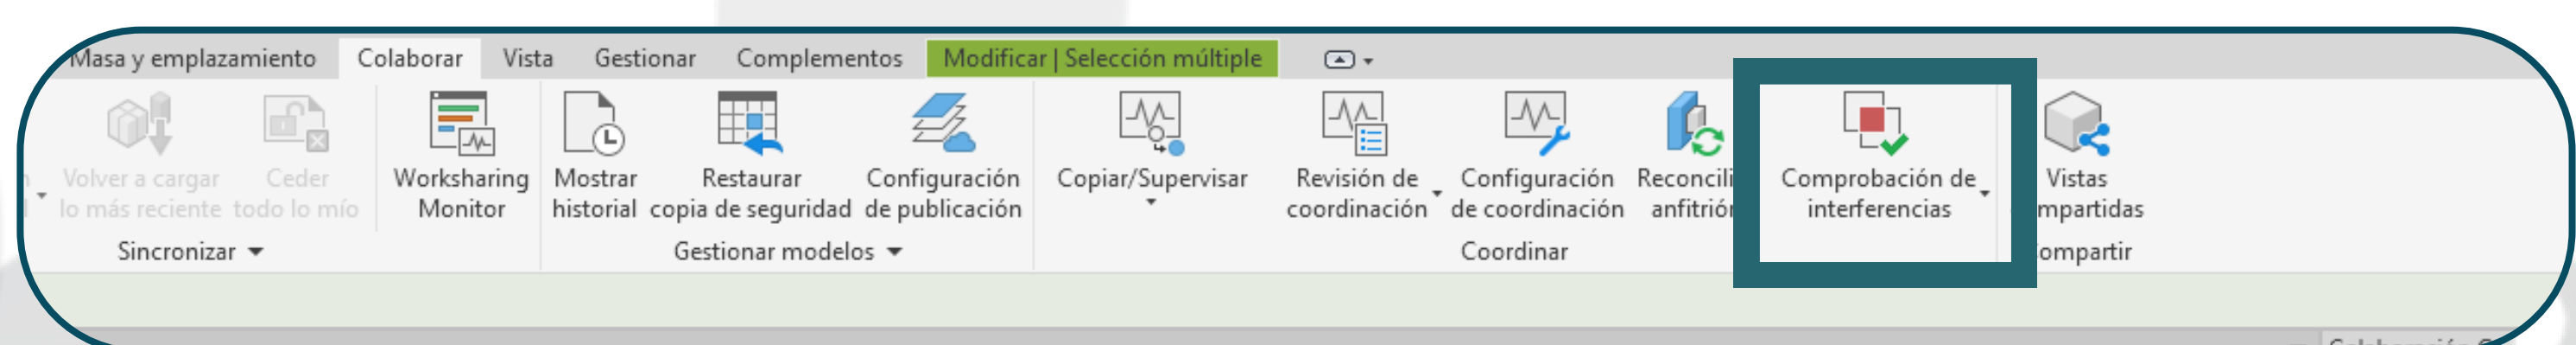 Masa y emplazamiento Colaborar Vista Gestionar Complementos Modificar | Selección múltiple
Volver a cargar Ceder Worksharing Mostrar Restaurar Configuración Copiar/Supervisar Revisión de Configuración Reconcili Comprobación de Vistas
lo más reciente todo lo mío Monitor historial copia de seguridad de publicación coordinación de coordinación anfitrión interferencias mpartidas
Sincronizar Gestionar modelos Coordinar ompartir